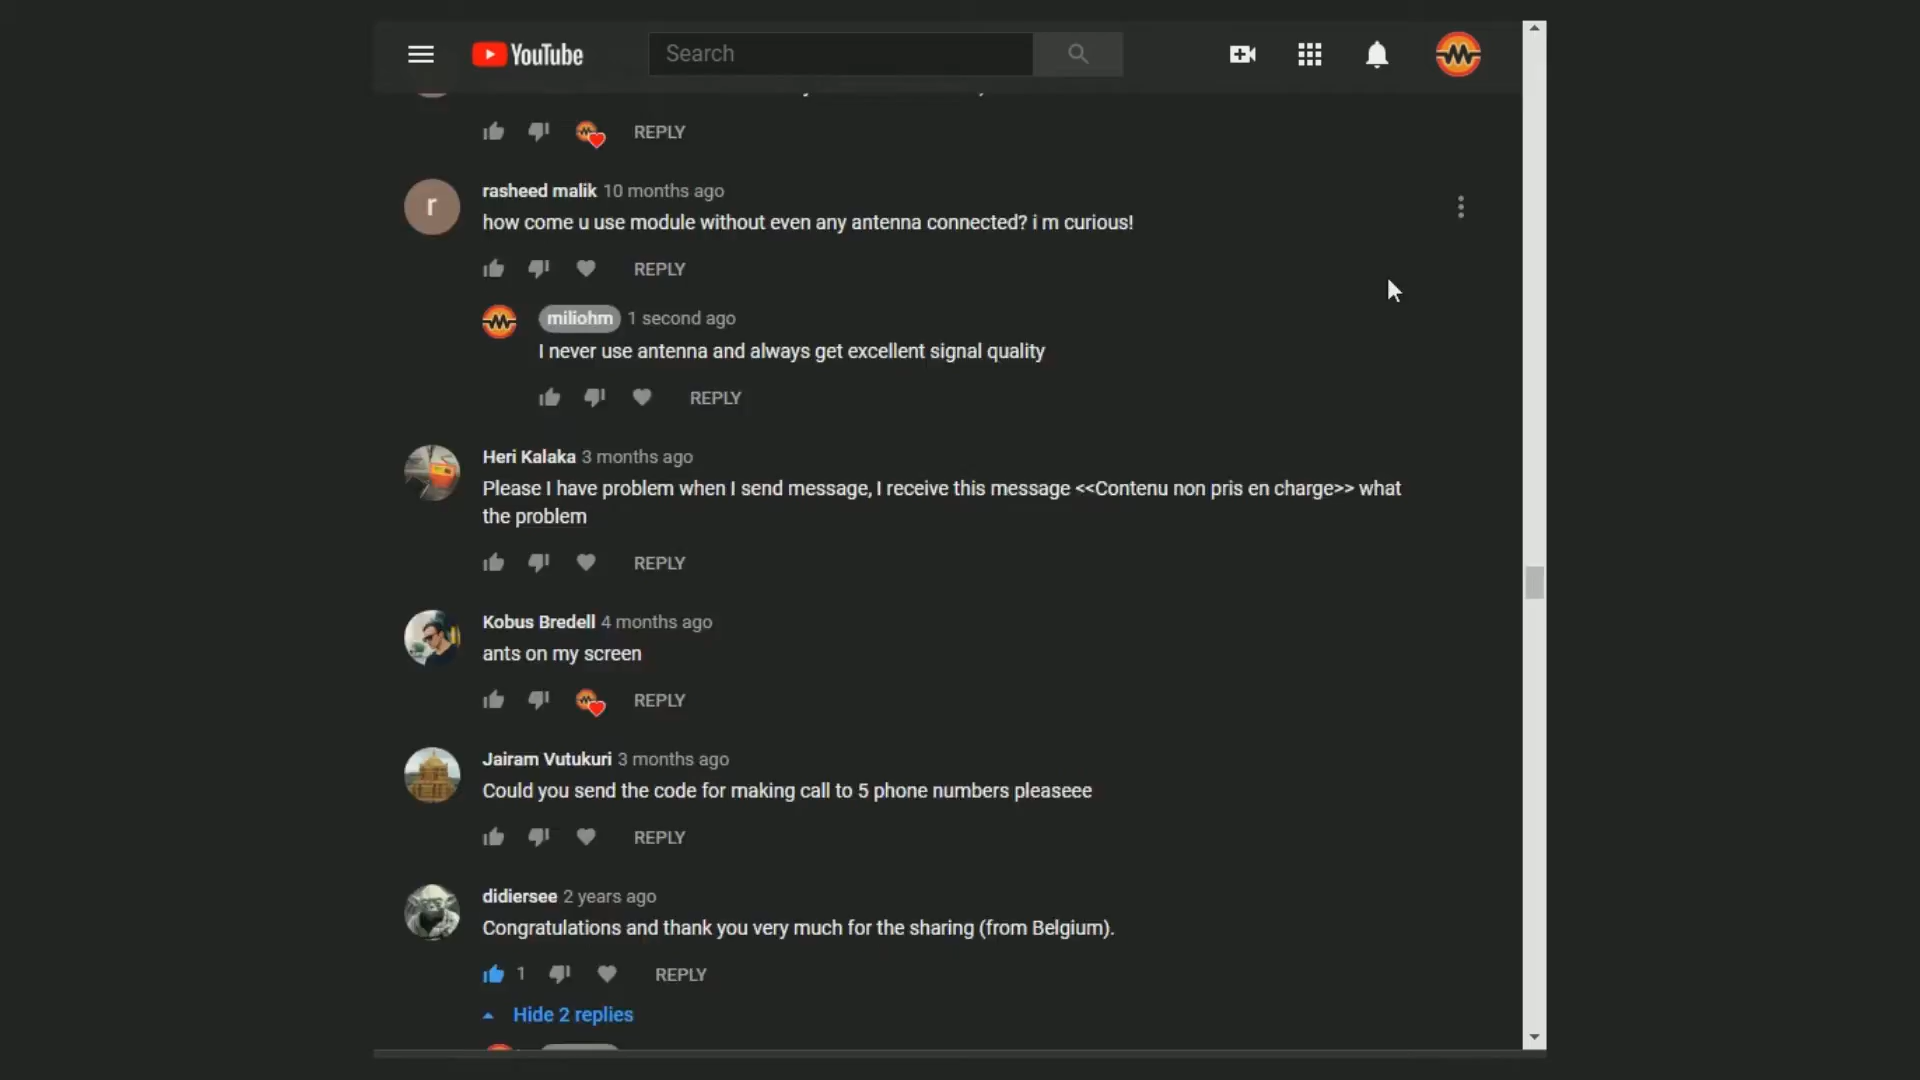 YouTube
Search
REPLY
rasheed malik 10 months ago
how come u use module without even any antenna connected? i m curious!
REPLY
miliohm 1 second ago
I never use antenna and always get excellent signal quality
REPLY
Heri Kalaka 3 months ago
Please I have problem when I send message, I receive this message <<Contenu non pris en charge>> what
the problem
REPLY
Kobus Bredell 4 months ago
ants on my screen
REPLY
Jairam Vutukuri 3 months ago
Could you send the code for making call to 5 phone numbers pleaseee
REPLY
didiersee 2 years ago
Congratulations and thank you very much for the sharing (from Belgium).
1 REPLY
Hide 2 replies